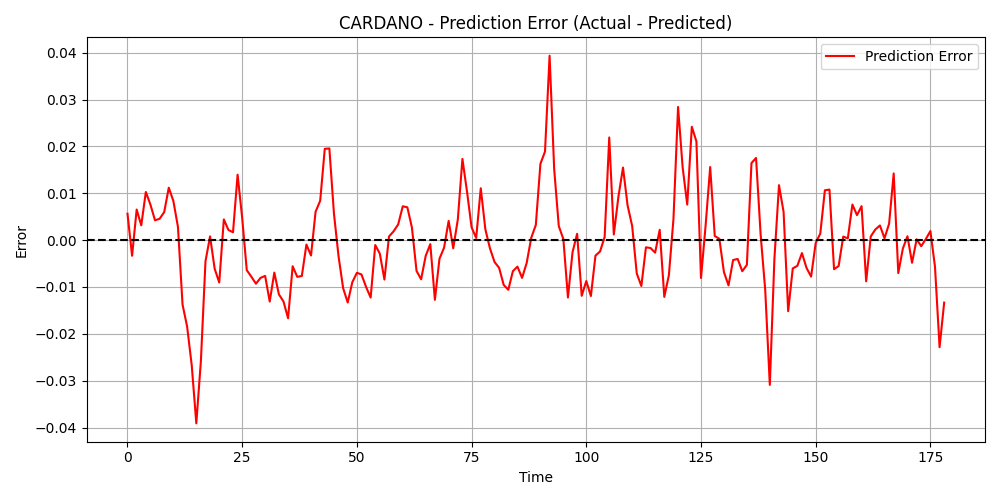 CARDANO - Prediction Error (Actual - Predicted)
Prediction Error
0.04
0.03
0.02
0.01
0.00
−0.01
−0.02
−0.03
−0.04
Error
0 25 50 75 100 125 150 175
Time